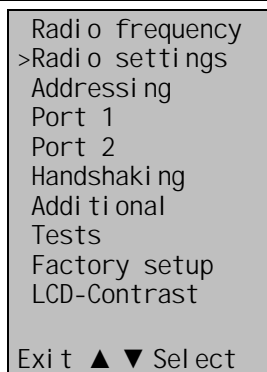 Radio frequency
>Radio settings
Addressing
Port 1
Port 2
Handshaking
Additional
Tests
Factory setup
LCD-Contrast
Exit ▲ ▼ Select